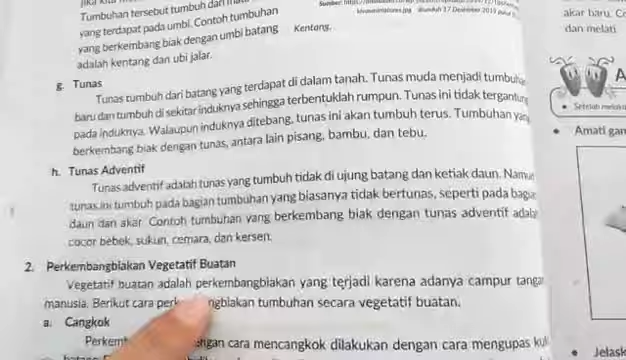 Tumbuhan tersebut tumbuh dari
yang terdapat pada umbi. Contoh tumbuhan
yang berkembang biak dengan umbi batang
adalah kentang dan ubi jalar.
Kentang.
g. Tunas
Tunas tumbuh dari batang yang terdapat di dalam tanah. Tunas muda menjadi tumbuhan
baru dan tumbuh di sekitar induknya sehingga terbentuklah rumpun. Tunas ini tidak tergantung
pada induknya. Walaupun induknya ditebang, tunas ini akan tumbuh terus. Tumbuhan yang
berkembang biak dengan tunas, antara lain pisang, bambu, dan tebu.
h. Tunas Adventif
Tunas adventif adalah tunas yang tumbuh tidak di ujung batang dan ketiak daun. Namun
tunas ini tumbuh pada bagian tumbuhan yang biasanya tidak bertunas, seperti pada bagian
daun dan akar. Contoh tumbuhan yang berkembang biak dengan tunas adventif adalah
cocor bebek, sukun, cemara, dan kersen.
2. Perkembangbiakan Vegetatif Buatan
Vegetatif buatan adalah perkembangbiakan yang terjadi karena adanya campur tangan
manusia. Berikut cara perk ngbiakan tumbuhan secara vegetatif buatan.
a. Cangkok
Perkem ngan cara mencangkok dilakukan dengan cara mengupas kuli
akar baru. C
dan melati
A
Setelah
Amati gam
Jelask